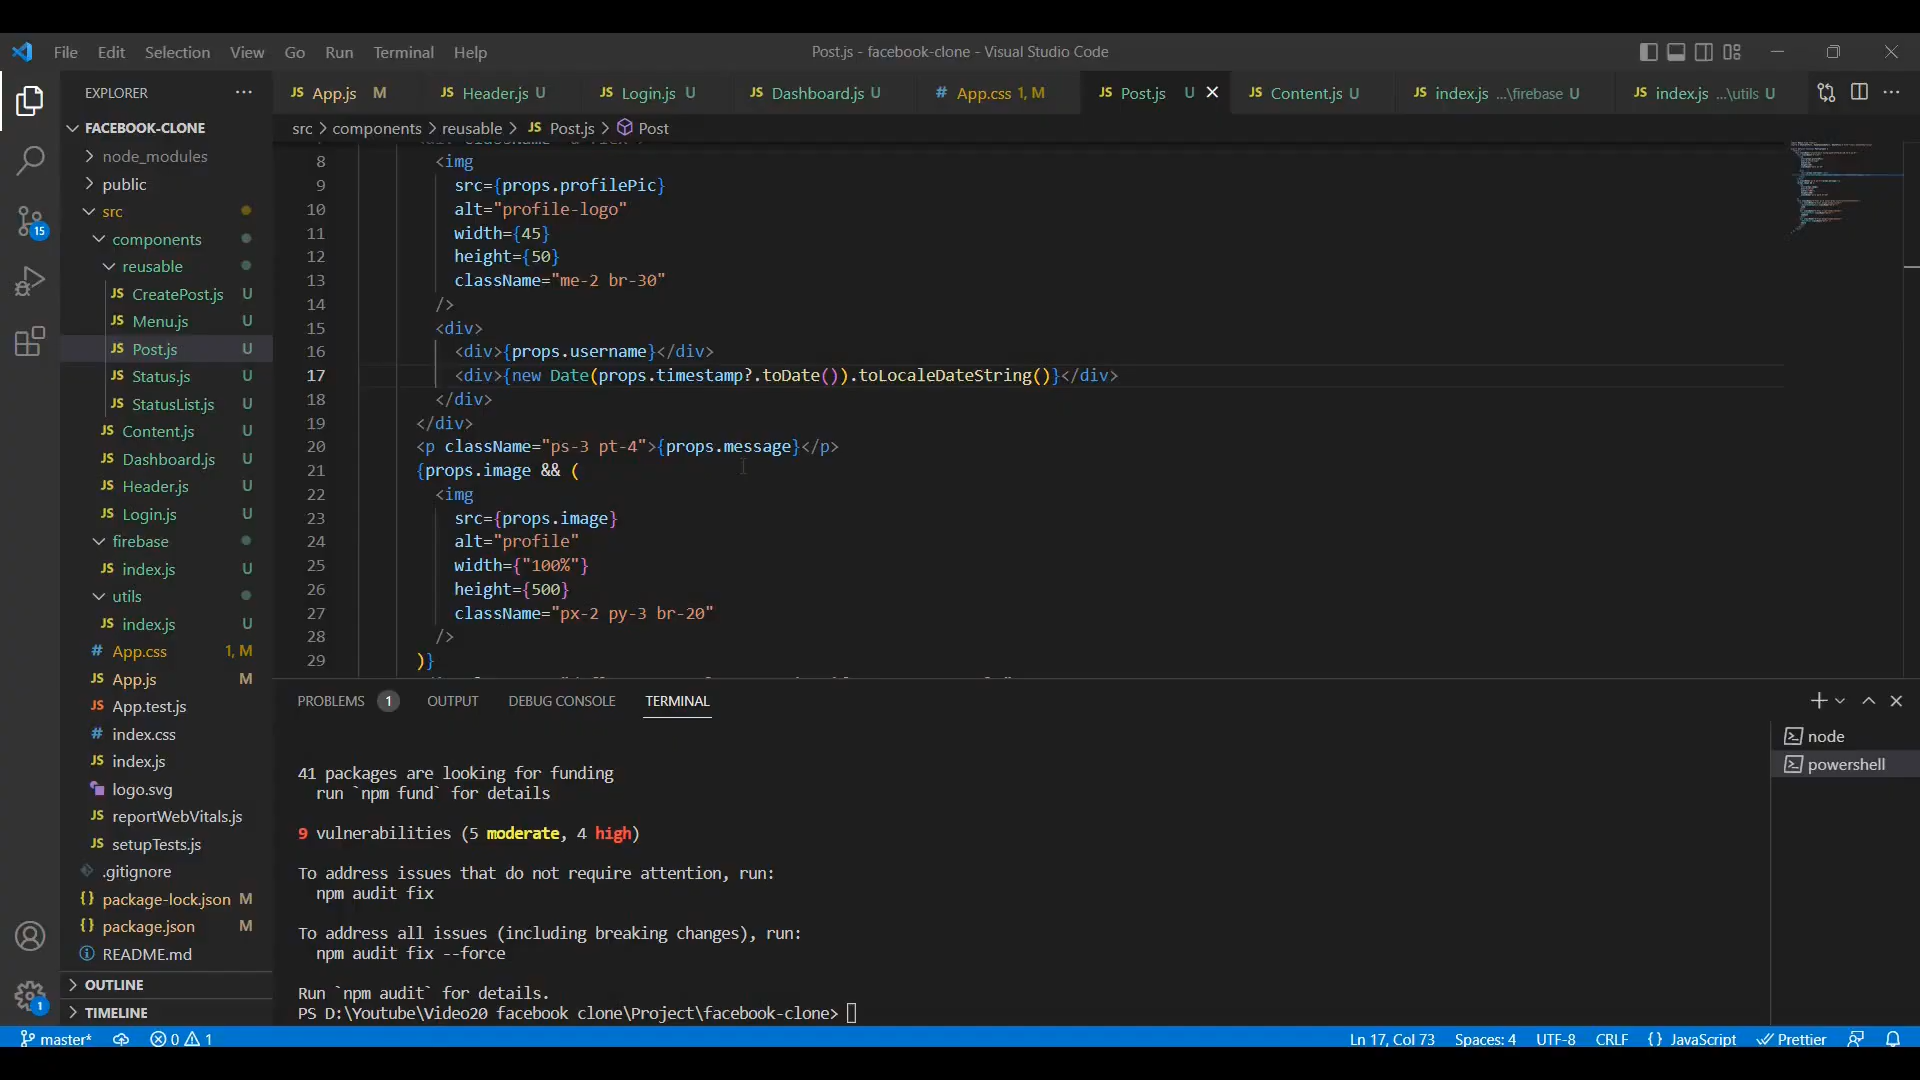 File Edit Selection View Go Run Terminal Help
Post.js - facebook-clone - Visual Studio Code
EXPLORER
App.js M
Header.js U
Login.js U
Dashboard.js U
App.css 1, M
Post.js U
Content.js U
index.js ...\firebase U
index.js ...\utils U
src > components > reusable > JS Post.js > Post
FACEBOOK-CLONE
node_modules
public
src
components
reusable
JS CreatePost.js U
JS Menu.js U
JS Post.js U
JS Status.js U
JS StatusList.js U
JS Content.js U
JS Dashboard.js U
JS Header.js U
JS Login.js U
firebase
JS index.js U
utils
JS index.js U
# App.css 1, M
JS App.js M
JS App.test.js
# index.css
JS index.js
logo.svg
JS reportWebVitals.js
JS setupTests.js
.gitignore
{} package-lock.json M
{} package.json M
README.md
OUTLINE
TIMELINE
15
1
8 <img
9 src={props.profilePic}
10 alt="profile-logo"
11 width={45}
12 height={50}
13 className="me-2 br-30"
14 />
15 <div>
16 <div>{props.username}</div>
17 <div>{new Date(props.timestamp?.toDate()).toLocaleDateString()}</div>
18 </div>
19 </div>
20 <p className="ps-3 pt-4">{props.message}</p>
21 {props.image && (
22 <img
23 src={props.image}
24 alt="profile"
25 width={"100%"}
26 height={500}
27 className="px-2 py-3 br-20"
28 />
29 )}
PROBLEMS 1 OUTPUT DEBUG CONSOLE TERMINAL
node
powershell
41 packages are looking for funding
run `npm fund` for details
9 vulnerabilities (5 moderate, 4 high)
To address issues that do not require attention, run:
npm audit fix
To address all issues (including breaking changes), run:
npm audit fix --force
Run `npm audit` for details.
PS D:\Youtube\Video20 facebook clone\Project\facebook-clone>
master* 0 1
Ln 17, Col 73 Spaces: 4 UTF-8 CRLF {} JavaScript Prettier